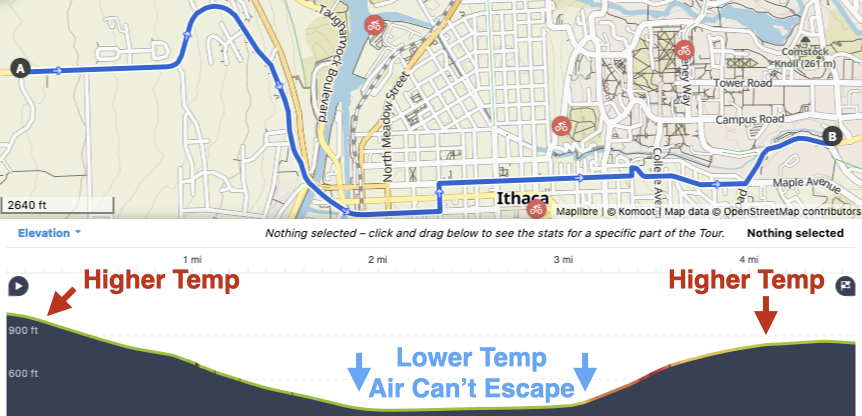 A
Taughannock Boulevard
North Meadow Street
Comstock
Knoll (261 m)
Tower Road
Campus Road
B
College Ave
Maple Avenue
2640 ft
Ithaca
Maplibre | © Komoot | Map data © OpenStreetMap contributors
Elevation
Nothing selected – click and drag below to see the stats for a specific part of the Tour.
Nothing selected
1 mi
2 mi
3 mi
4 mi
Higher Temp
Higher Temp
900 ft
600 ft
Lower Temp
Air Can't Escape